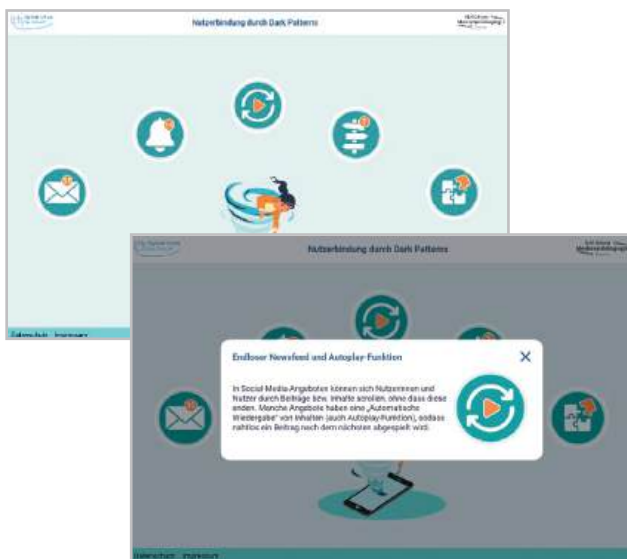 Nutzerbindung durch Dark Patterns
Datenschutz Impressum
Nutzerbindung durch Dark Patterns
Endloser Newsfeed und Autoplay-Funktion
In Social-Media-Angeboten können sich Nutzerinnen und
Nutzer durch Beiträge bzw. Inhalte scrollen, ohne dass diese
enden. Manche Angebote haben eine „Automatische
Wiedergabe“ von Inhalten (auch Autoplay-Funktion), sodass
nahtlos ein Beitrag nach dem nächsten abgespielt wird.
Datenschutz Impressum